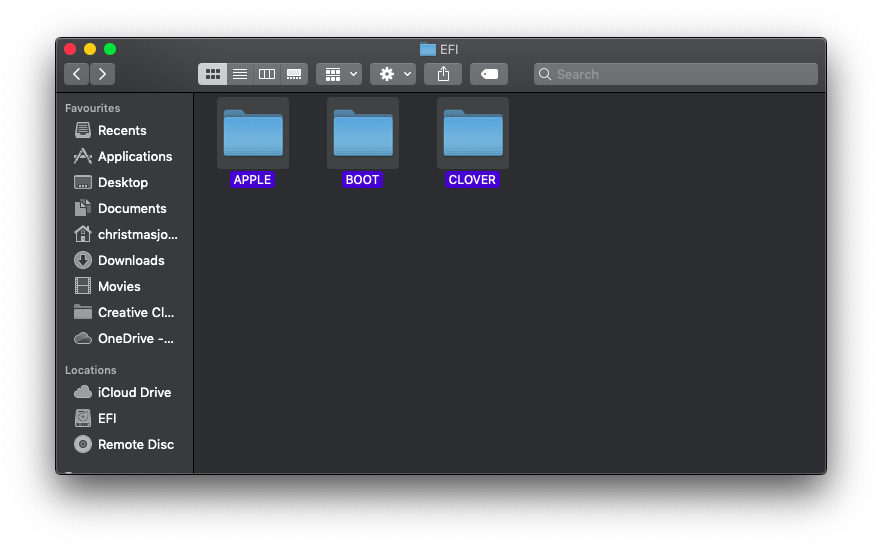 EFI
Search
Favourites
Recents
Applications
Desktop
Documents
christmasjo...
Downloads
Movies
Creative Cl...
OneDrive -...
Locations
iCloud Drive
EFI
Remote Disc
APPLE
BOOT
CLOVER